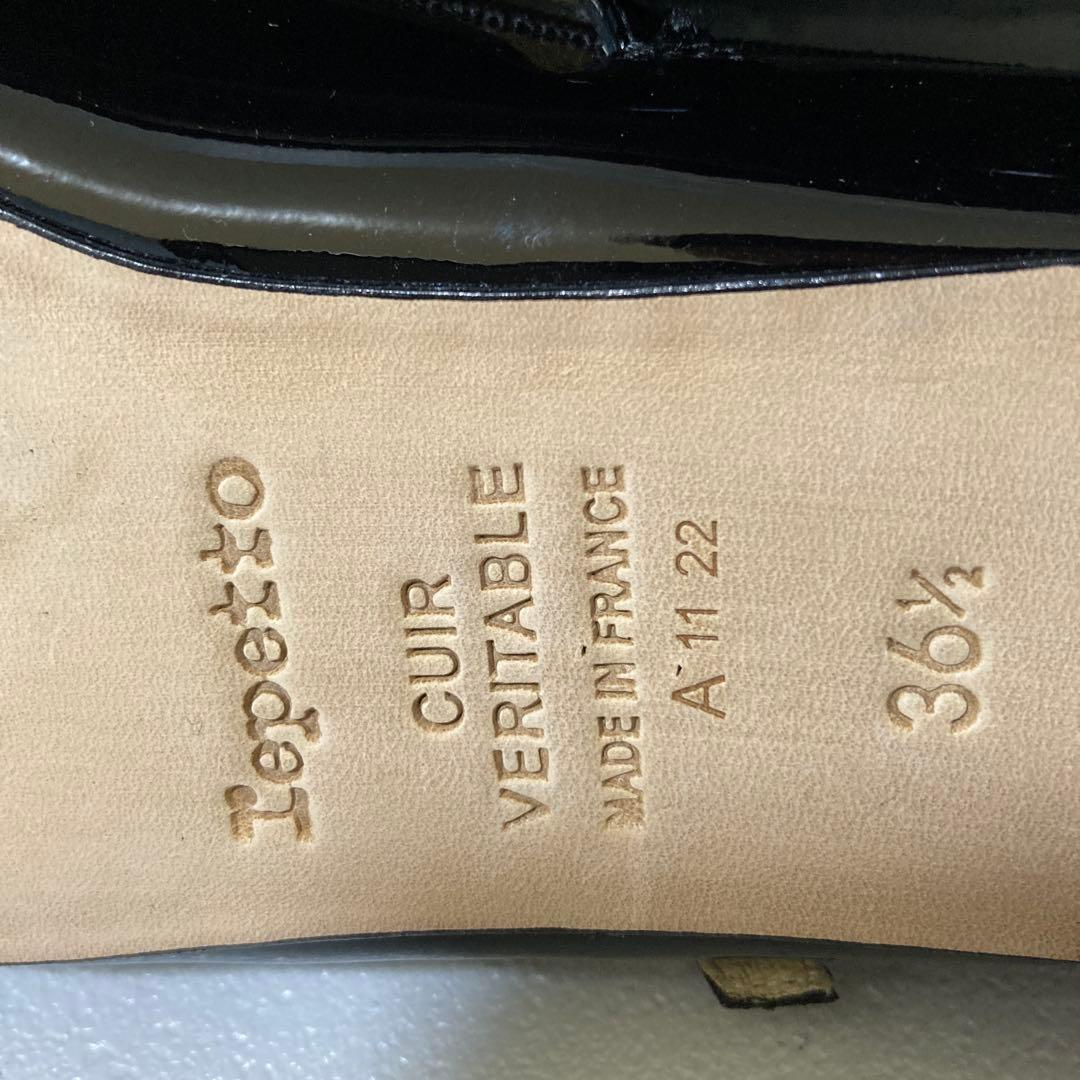 repetto
CUIR
VERITABLE
MADE IN FRANCE
A 11 22
36½